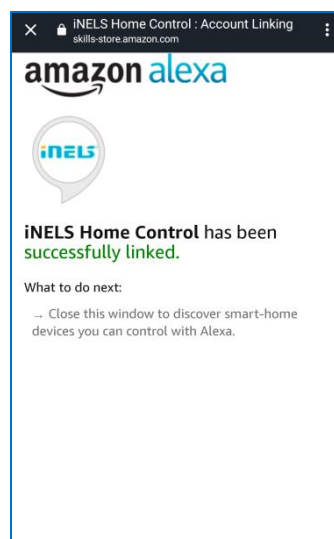 iNELS Home Control : Account Linking
skills-store.amazon.com
amazon alexa
iNELS
iNELS Home Control has been
successfully linked.
What to do next:
→ Close this window to discover smart-home
devices you can control with Alexa.